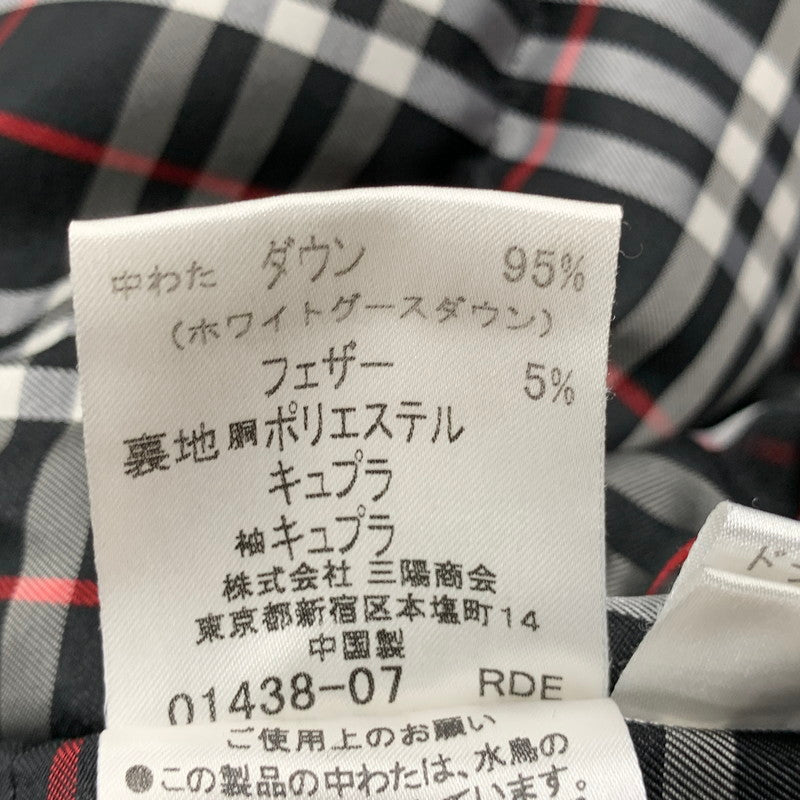 中わた ダウン 95%
(ホワイトグースダウン)
フェザー 5%
裏地 胴 ポリエステル
キュプラ
袖 キュプラ
株式会社 三陽商会
東京都新宿区本塩町14
中国製
01438-07 RDE
ご使用上のお願い
●この製品の中わたは、水鳥の